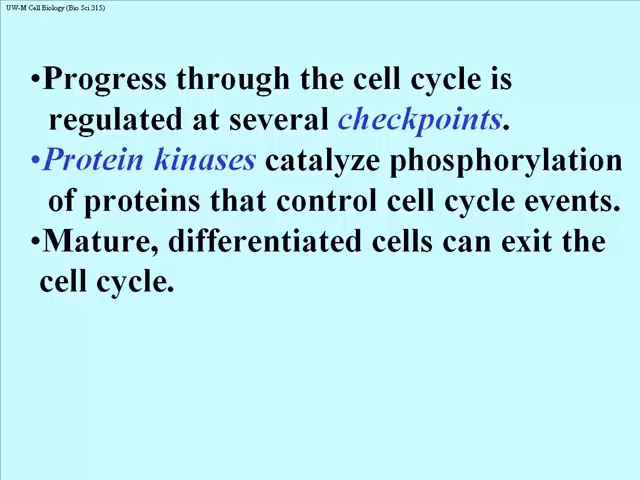 UW-M Cell Biology (Bio Sci 315)
•Progress through the cell cycle is
regulated at several checkpoints.
•Protein kinases catalyze phosphorylation
of proteins that control cell cycle events.
•Mature, differentiated cells can exit the
cell cycle.